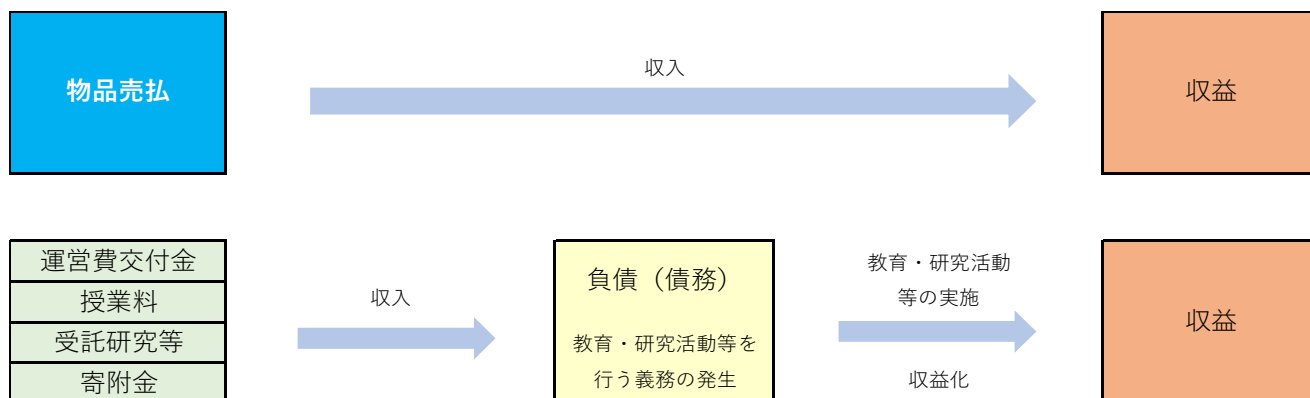 物品売払
収入
収益
運営費交付金
授業料
受託研究等
寄附金
収入
負債（債務）
教育・研究活動等を
行う義務の発生
教育・研究活動
等の実施
収益化
収益